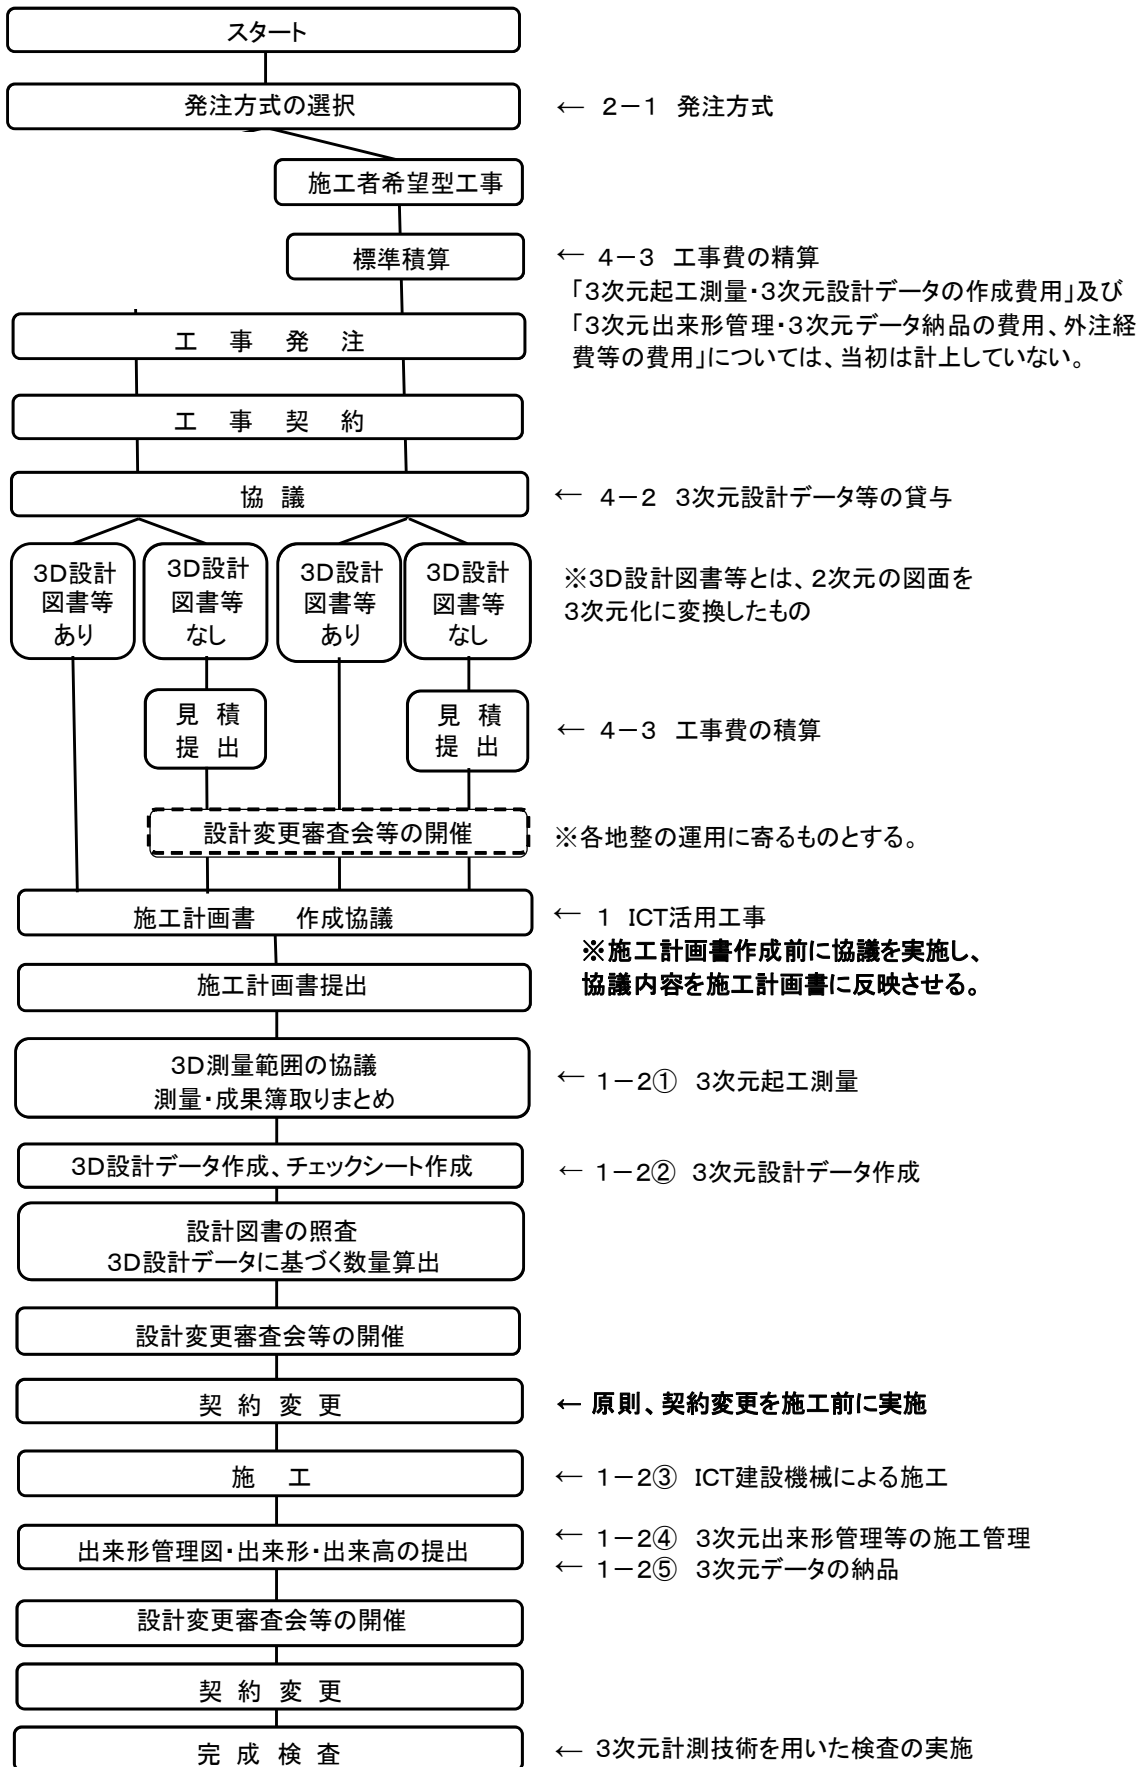 スタート
発注方式の選択
← 2－1 発注方式
施工者希望型工事
標準積算
← 4－3 工事費の精算
「3次元起工測量・3次元設計データの作成費用」及び
「3次元出来形管理・3次元データ納品の費用、外注経
費等の費用」については、当初は計上していない。
工 事 発 注
工 事 契 約
協 議
← 4－2 3次元設計データ等の貸与
3D設計
図書等
あり
3D設計
図書等
なし
3D設計
図書等
あり
3D設計
図書等
なし
※3D設計図書等とは、2次元の図面を
3次元化に変換したもの
見 積
提 出
見 積
提 出
← 4－3 工事費の積算
設計変更審査会等の開催
※各地整の運用に寄るものとする。
施工計画書 作成協議
← 1 ICT活用工事
※施工計画書作成前に協議を実施し、
協議内容を施工計画書に反映させる。
施工計画書提出
3D測量範囲の協議
測量・成果簿取りまとめ
← 1－2① 3次元起工測量
3D設計データ作成、チェックシート作成
← 1－2② 3次元設計データ作成
設計図書の照査
3D設計データに基づく数量算出
設計変更審査会等の開催
契 約 変 更
← 原則、契約変更を施工前に実施
施 工
← 1－2③ ICT建設機械による施工
出来形管理図・出来形・出来高の提出
← 1－2④ 3次元出来形管理等の施工管理
← 1－2⑤ 3次元データの納品
設計変更審査会等の開催
契 約 変 更
完 成 検 査
← 3次元計測技術を用いた検査の実施